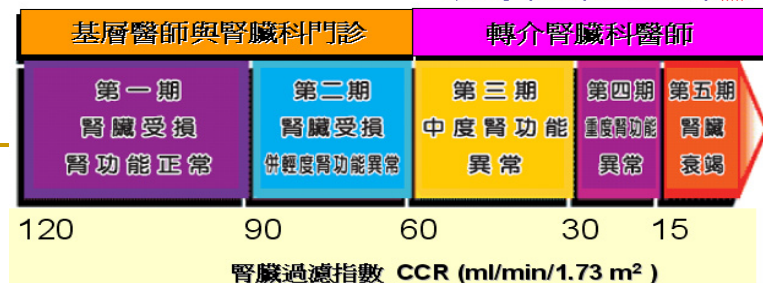 基層醫師與腎臟科門診
轉介腎臟科醫師
第一期
腎臟受損
腎功能正常
第二期
腎臟受損
併輕度腎功能異常
第三期
中度腎功能
異常
第四期
重度腎功能
異常
第五期
腎臟
衰竭
120 90 60 30 15
腎臟過濾指數 CCR (ml/min/1.73 m² )